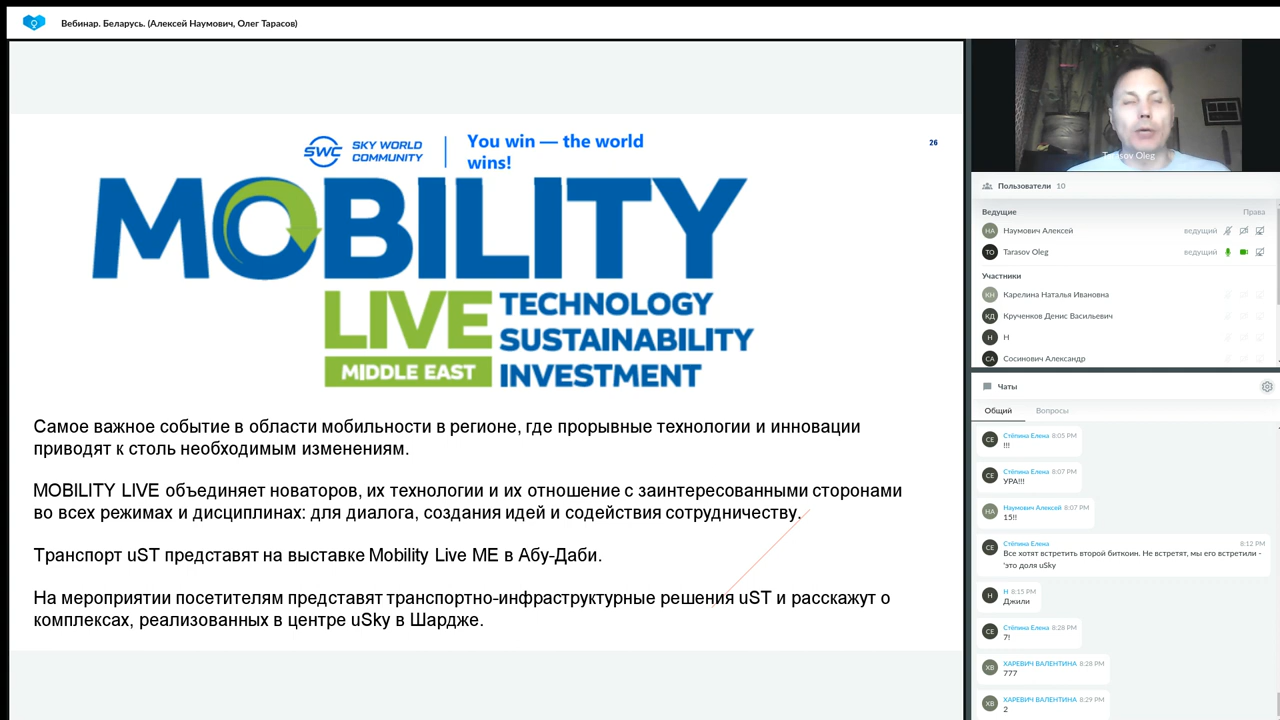 Вебинар. Беларусь. (Алексей Наумович, Олег Тарасов)
SWC
SKY WORLD
COMMUNITY
You win — the world
wins!
26
MOBILITY
LIVE
MIDDLE EAST
TECHNOLOGY
SUSTAINABILITY
INVESTMENT
Самое важное событие в области мобильности в регионе, где прорывные технологии и инновации
приводят к столь необходимым изменениям.
MOBILITY LIVE объединяет новаторов, их технологии и их отношение с заинтересованными сторонами
во всех режимах и дисциплинах: для диалога, создания идей и содействия сотрудничеству.
Транспорт uST представят на выставке Mobility Live ME в Абу-Даби.
На мероприятии посетителям представят транспортно-инфраструктурные решения uST и расскажут о
комплексах, реализованных в центре uSky в Шардже.
Tarasov Oleg
Пользователи 10
Ведущие Права
НА Наумович Алексей ведущий
TO Tarasov Oleg ведущий
Участники
КН Карелина Наталья Ивановна
КД Крученков Денис Васильевич
Н Н
СА Сосинович Александр
Чаты
Общий Вопросы
СЕ Стёпина Елена 8:05 PM
!!!
СЕ Стёпина Елена 8:07 PM
УРА!!!
НА Наумович Алексей 8:07 PM
15!!
СЕ Стёпина Елена 8:12 PM
Все хотят встретить второй биткоин. Не встретят, мы его встретили -
'это доля uSky
Н Н 8:15 PM
Джили
СЕ Стёпина Елена 8:28 PM
7!
ХВ ХАРЕВИЧ ВАЛЕНТИНА 8:28 PM
777
ХВ ХАРЕВИЧ ВАЛЕНТИНА 8:29 PM
2